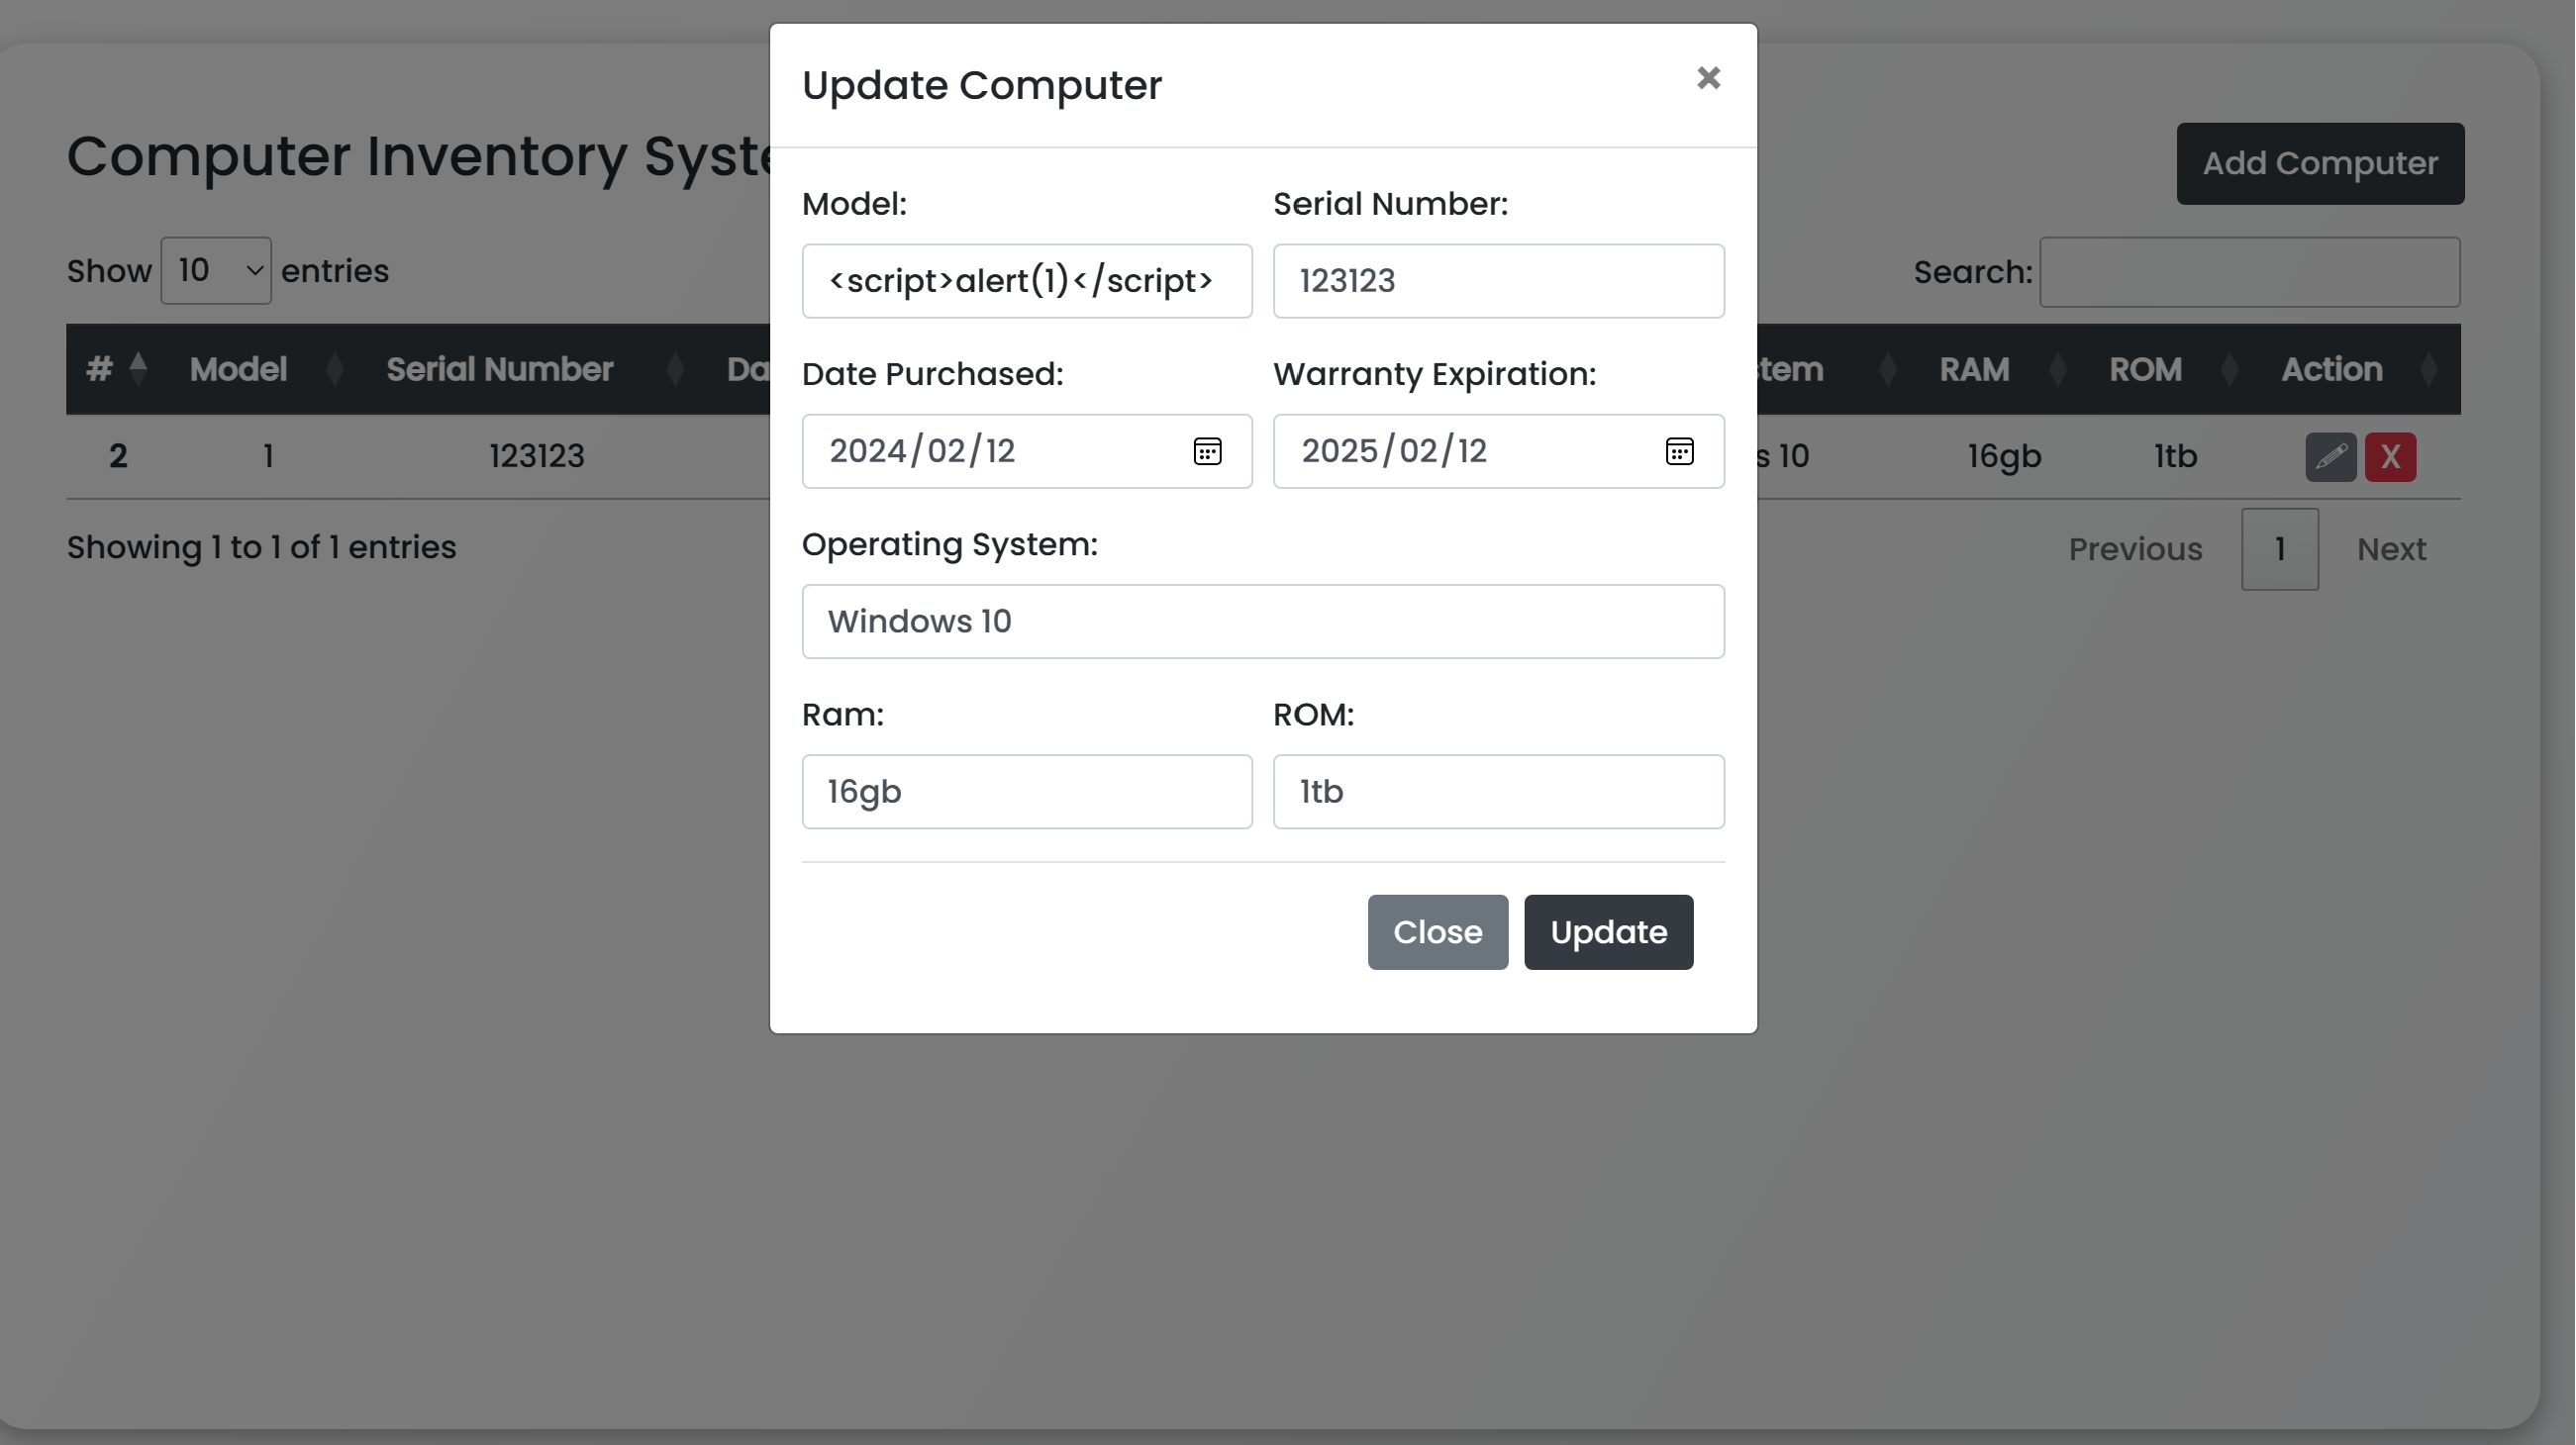 Update Computer ×
Computer Inventory Syste
Add Computer
Model: Serial Number:
<script>alert(1)</script> 123123
Show 10 entries
Search:
# Model Serial Number Da
stem RAM ROM Action
Date Purchased: Warranty Expiration:
2024/02/12 2025/02/12
2 1 123123
s 10 16gb 1tb X
Showing 1 to 1 of 1 entries
Previous 1 Next
Operating System:
Windows 10
Ram: ROM:
16gb 1tb
Close Update